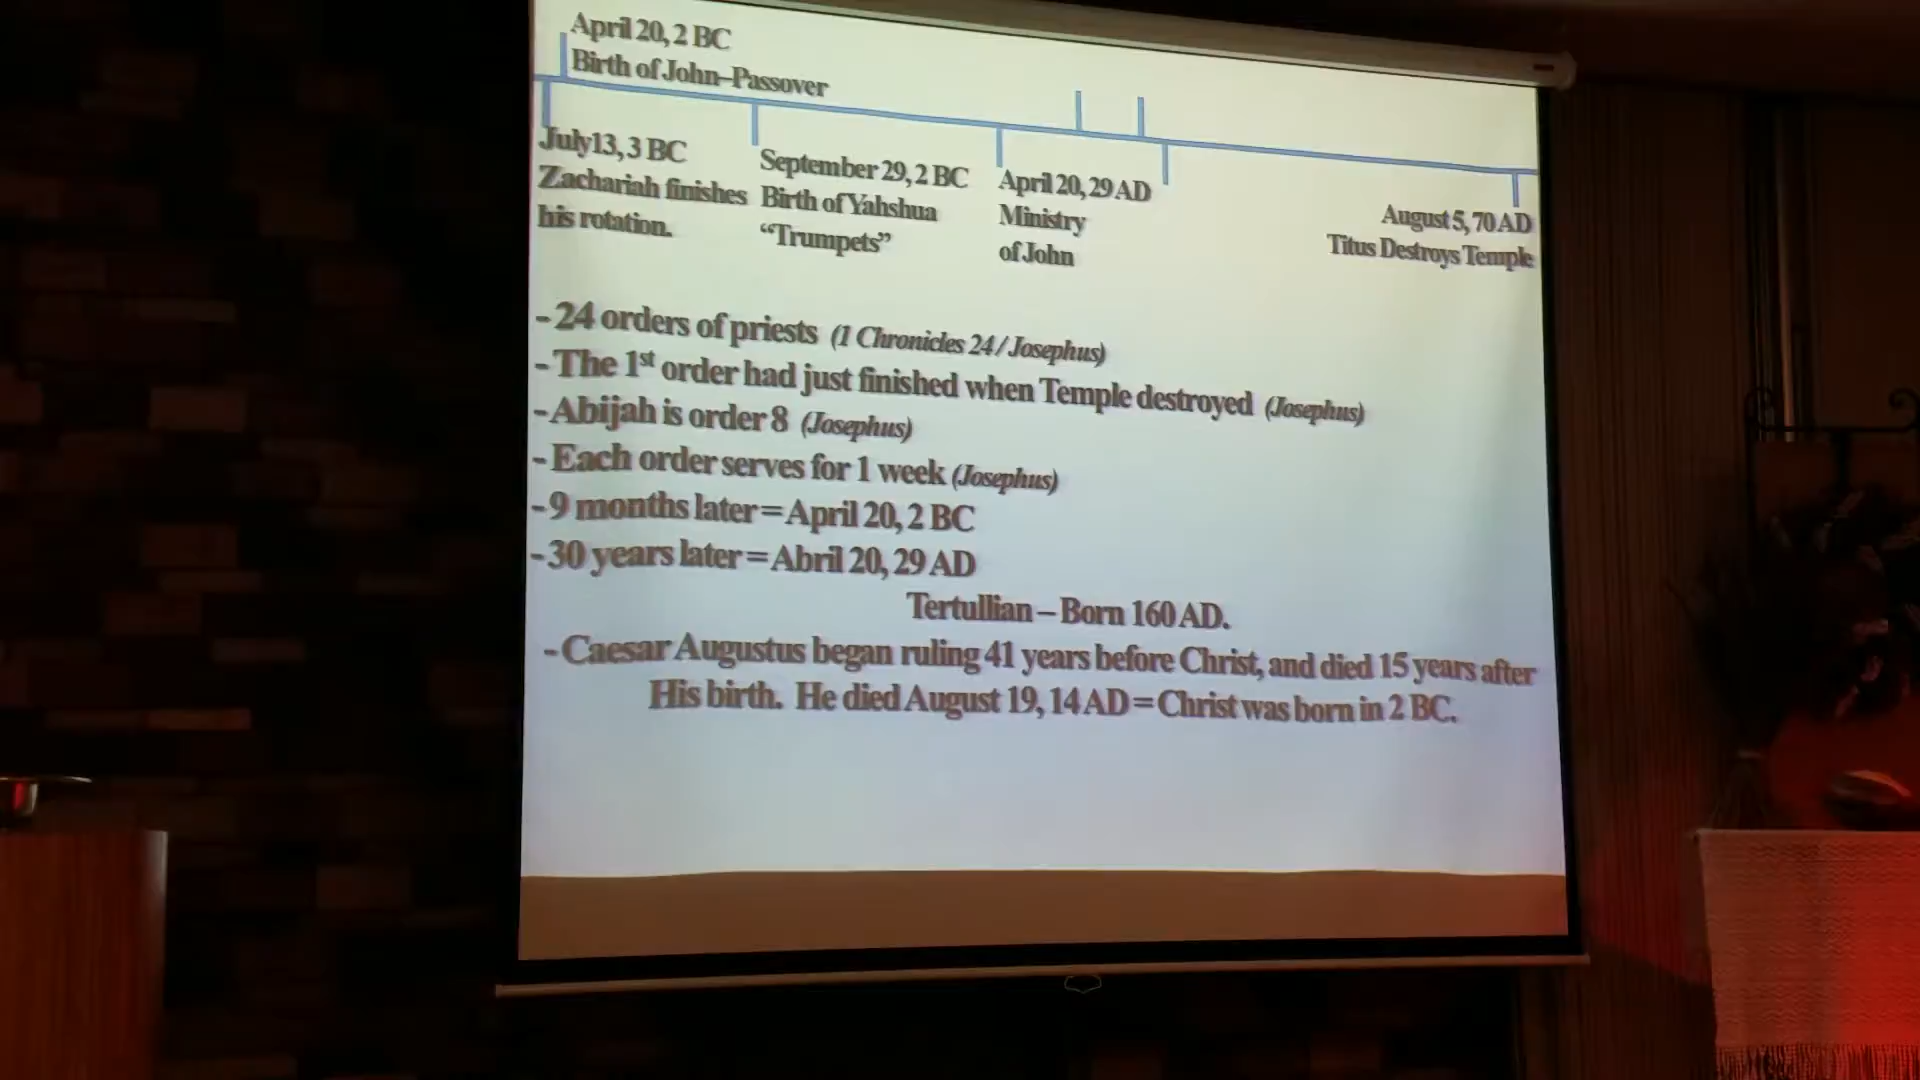 April 20, 2 BC
Birth of John–Passover
July13, 3 BC
Zachariah finishes
his rotation.
September 29, 2 BC
Birth of Yahshua
“Trumpets”
April 20, 29 AD
Ministry
of John
August 5, 70 AD
Titus Destroys Temple
- 24 orders of priests (1 Chronicles 24 / Josephus)
- The 1st order had just finished when Temple destroyed (Josephus)
- Abijah is order 8 (Josephus)
- Each order serves for 1 week (Josephus)
- 9 months later = April 20, 2 BC
- 30 years later = Abril 20, 29 AD
Tertullian – Born 160 AD.
- Caesar Augustus began ruling 41 years before Christ, and died 15 years after
His birth. He died August 19, 14 AD = Christ was born in 2 BC.